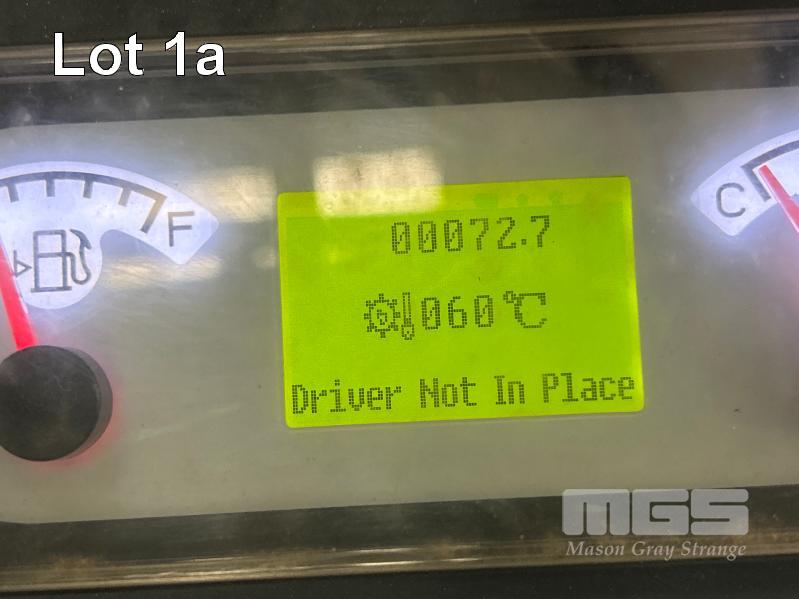 Lot 1a
F
C
00072.7
060℃
Driver Not In Place
MGS
Mason Gray Strange